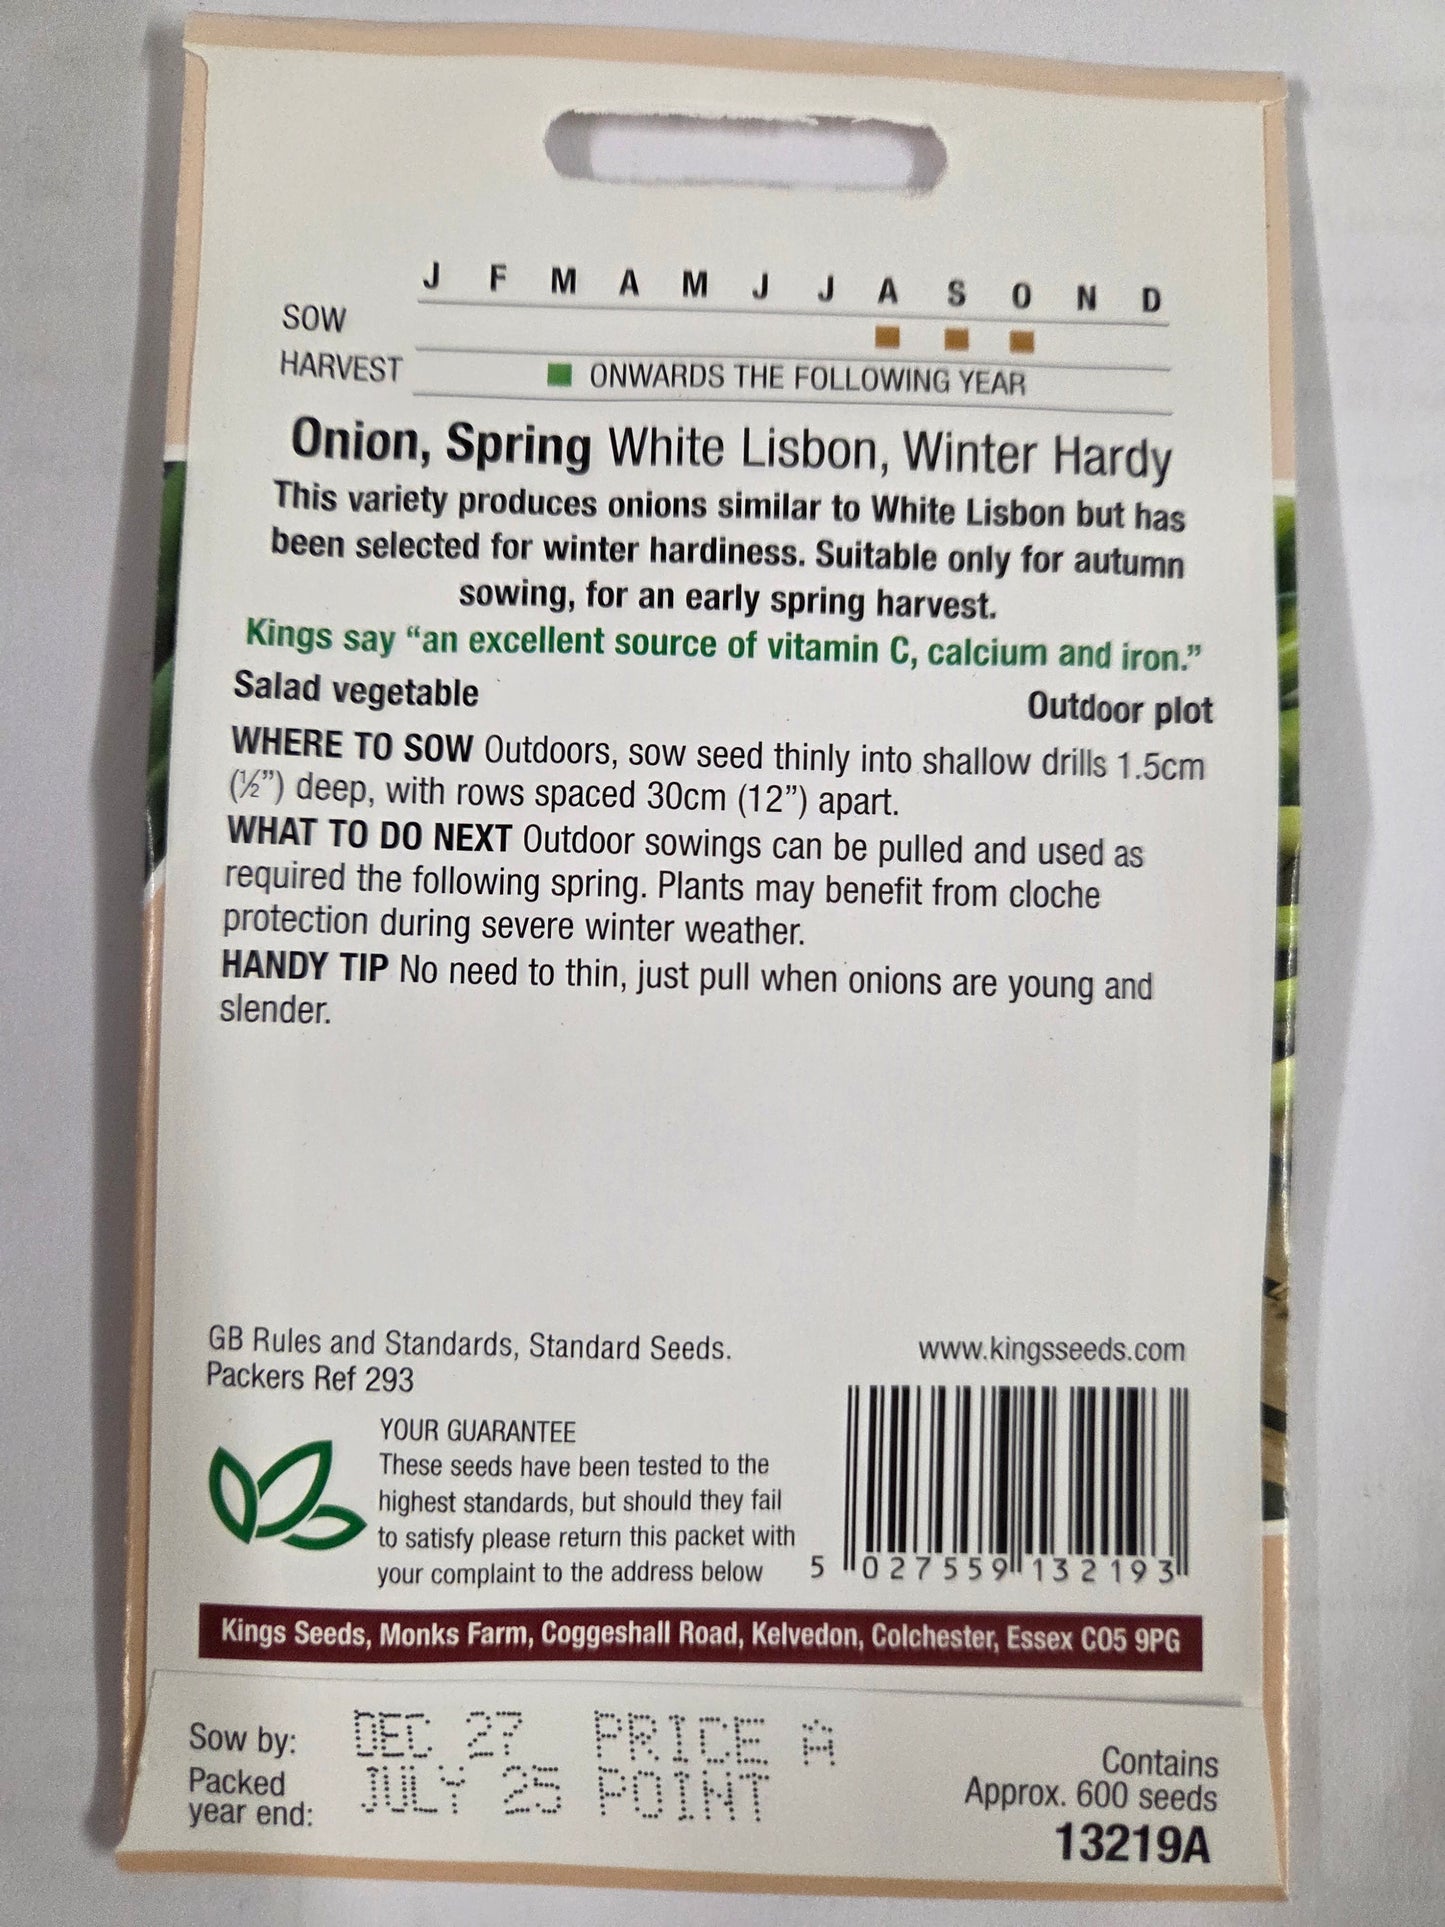 J F M A M J J A S O N D
SOW
HARVEST ONWARDS THE FOLLOWING YEAR
Onion, Spring White Lisbon, Winter Hardy
This variety produces onions similar to White Lisbon but has
been selected for winter hardiness. Suitable only for autumn
sowing, for an early spring harvest.
Kings say “an excellent source of vitamin C, calcium and iron.”
Salad vegetable Outdoor plot
WHERE TO SOW Outdoors, sow seed thinly into shallow drills 1.5cm
(½”) deep, with rows spaced 30cm (12”) apart.
WHAT TO DO NEXT Outdoor sowings can be pulled and used as
required the following spring. Plants may benefit from cloche
protection during severe winter weather.
HANDY TIP No need to thin, just pull when onions are young and
slender.
GB Rules and Standards, Standard Seeds.
Packers Ref 293
www.kingsseeds.com
YOUR GUARANTEE
These seeds have been tested to the
highest standards, but should they fail
to satisfy please return this packet with
your complaint to the address below
5 027559 132193
Kings Seeds, Monks Farm, Coggeshall Road, Kelvedon, Colchester, Essex CO5 9PG
Sow by: DEC 27 PRICE A
Packed
year end: JULY 25 POINT
Contains
Approx. 600 seeds
13219A